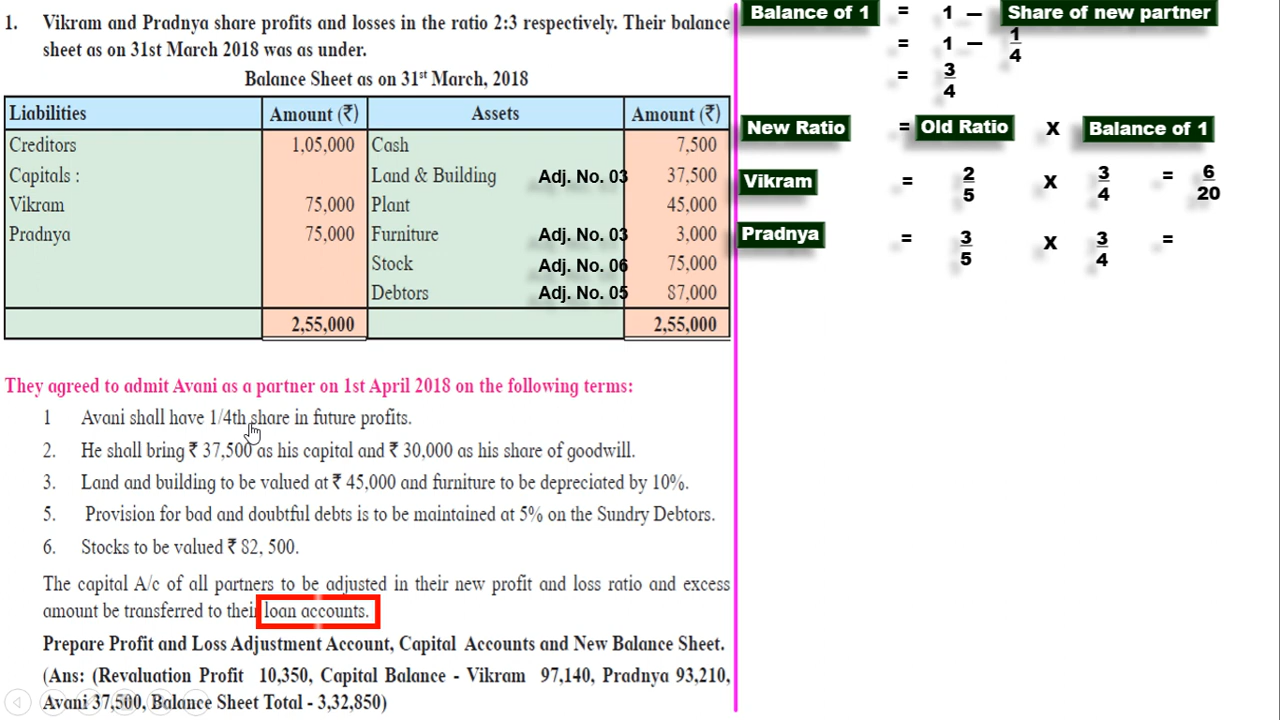 1. Vikram and Pradnya share profits and losses in the ratio 2:3 respectively. Their balance
sheet as on 31st March 2018 was as under.
Balance Sheet as on 31st March, 2018
Liabilities Amount (₹) Assets Amount (₹)
Creditors 1,05,000 Cash 7,500
Capitals : Land & Building Adj. No. 03 37,500
Vikram 75,000 Plant 45,000
Pradnya 75,000 Furniture Adj. No. 03 3,000
Stock Adj. No. 06 75,000
Debtors Adj. No. 05 87,000
2,55,000 2,55,000
They agreed to admit Avani as a partner on 1st April 2018 on the following terms:
1 Avani shall have 1/4th share in future profits.
2. He shall bring ₹ 37,500 as his capital and ₹ 30,000 as his share of goodwill.
3. Land and building to be valued at ₹ 45,000 and furniture to be depreciated by 10%.
5. Provision for bad and doubtful debts is to be maintained at 5% on the Sundry Debtors.
6. Stocks to be valued ₹ 82, 500.
The capital A/c of all partners to be adjusted in their new profit and loss ratio and excess
amount be transferred to their loan accounts.
Prepare Profit and Loss Adjustment Account, Capital Accounts and New Balance Sheet.
(Ans: (Revaluation Profit 10,350, Capital Balance - Vikram 97,140, Pradnya 93,210,
Avani 37,500, Balance Sheet Total - 3,32,850)
Balance of 1 = 1 – Share of new partner
= 1 – 1/4
= 3/4
New Ratio = Old Ratio X Balance of 1
Vikram = 2/5 X 3/4 = 6/20
Pradnya = 3/5 X 3/4 =